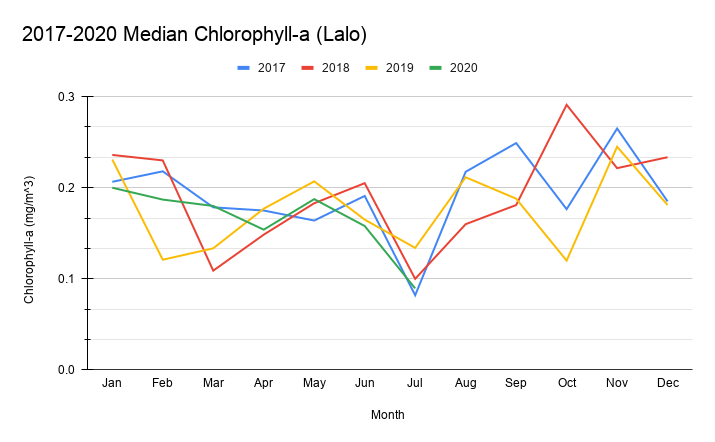 2017-2020 Median Chlorophyll-a (Lalo)
2017 2018 2019 2020
0.3
0.2
0.1
0.0
Chlorophyll-a (mg/m^3)
Jan Feb Mar Apr May Jun Jul Aug Sep Oct Nov Dec
Month